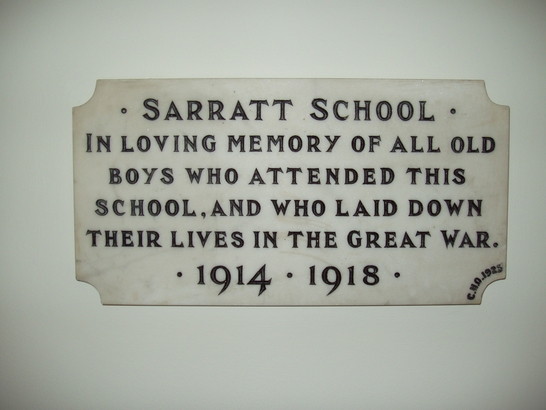 · SARRATT SCHOOL ·
IN LOVING MEMORY OF ALL OLD
BOYS WHO ATTENDED THIS
SCHOOL, AND WHO LAID DOWN
THEIR LIVES IN THE GREAT WAR.
· 1914 · 1918 ·
C.H.D. 1925